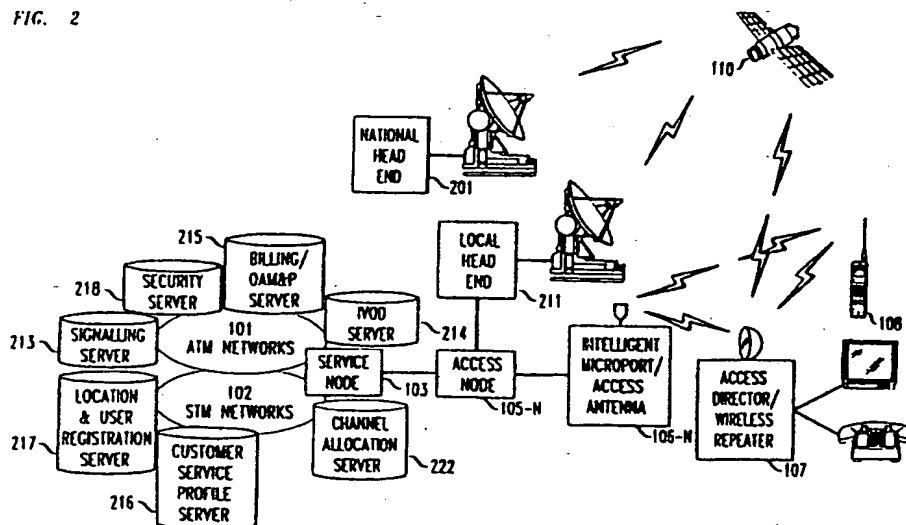 FIG. 2
110
NATIONAL
HEAD
END
201
LOCAL
HEAD
END
211
215
BILLING/
OAM&P
SERVER
218
SECURITY
SERVER
IVOD
SERVER
214
213
SIGNALLING
SERVER
101
ATM NETWORKS
SERVICE
NODE
103
ACCESS
NODE
105-N
INTELLIGENT
MICROPORT/
ACCESS
ANTENNA
106-N
108
ACCESS
DIRECTOR/
WIRELESS
REPEATER
107
LOCATION
& USER
REGISTRATION
SERVER
217
102
STM NETWORKS
CHANNEL
ALLOCATION
SERVER
222
CUSTOMER
SERVICE
PROFILE
SERVER
216